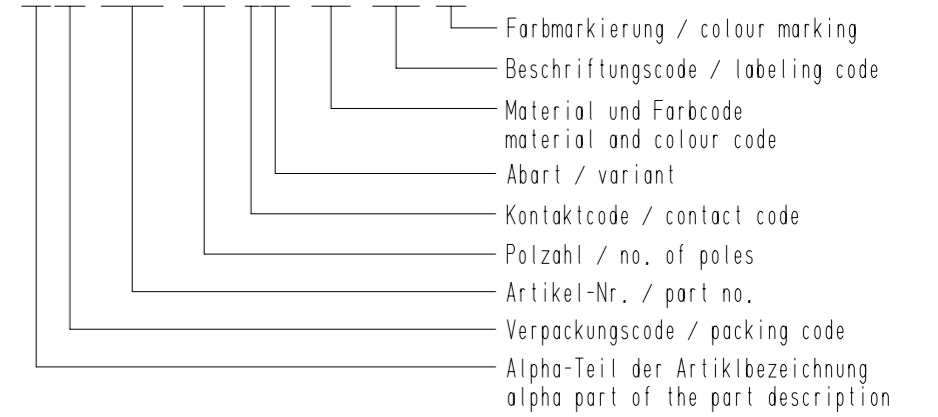 Farbmarkierung / colour marking
Beschriftungscode / labeling code
Material und Farbcode
material and colour code
Abart / variant
Kontaktcode / contact code
Polzahl / no. of poles
Artikel-Nr. / part no.
Verpackungscode / packing code
Alpha-Teil der Artiklbezeichnung
alpha part of the part description